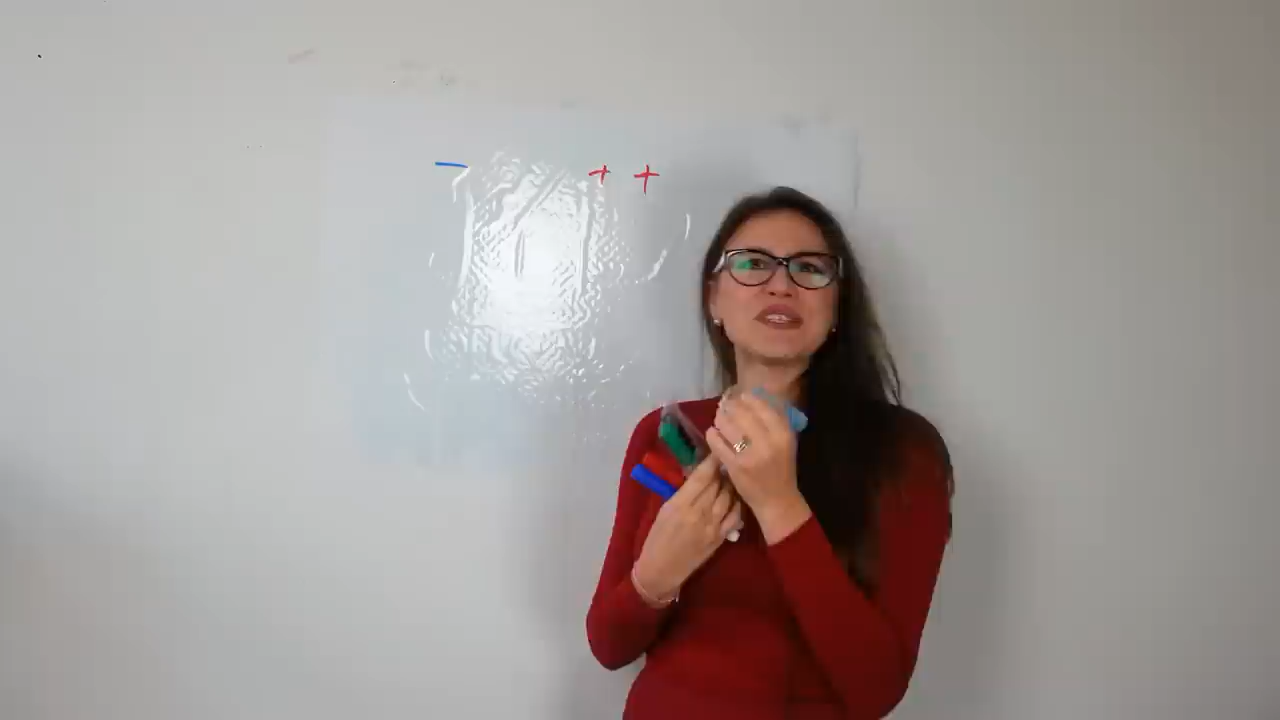 − + +